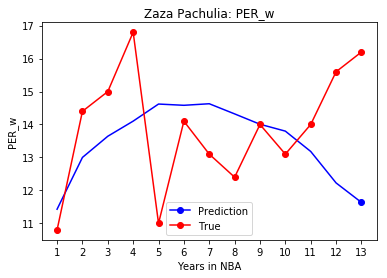 Zaza Pachulia: PER_w
17
16
15
14
13
12
11
PER_w
Prediction
True
1 2 3 4 5 6 7 8 9 10 11 12 13
Years in NBA